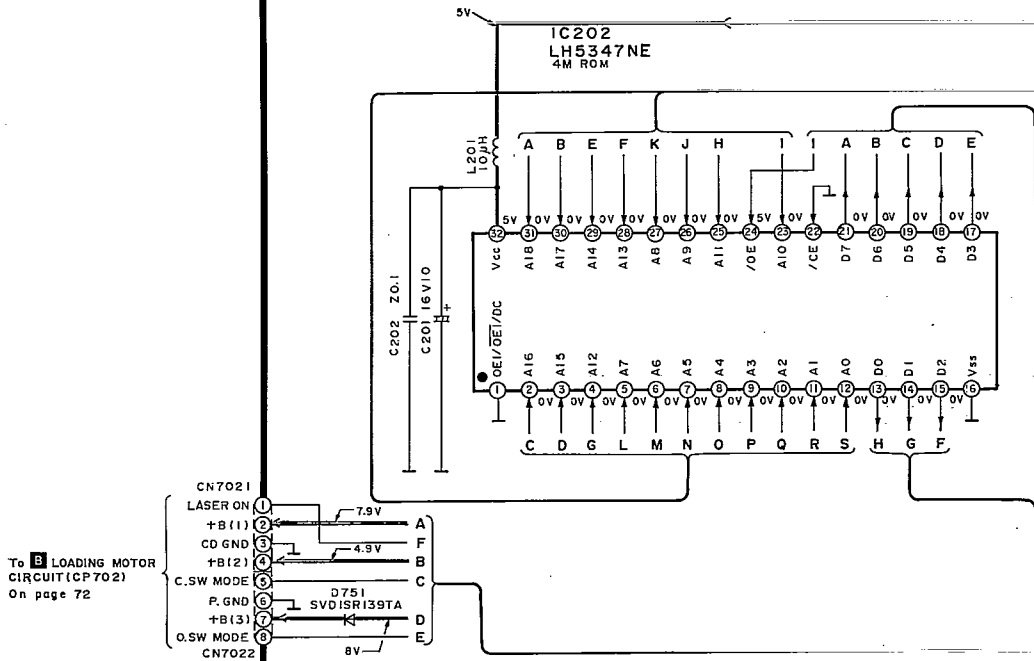 5V
IC202
LH5347NE
4M ROM
L201
10μH
A B E F K J H I I A B C D E
5V 0V 0V 0V 0V 0V 0V 0V 5V 0V 0V 0V 0V 0V 0V
32 31 30 29 28 27 26 25 24 23 22 21 20 19 18 17
Vcc A18 A17 A14 A13 A8 A9 A11 /OE A10 /CE D7 D6 D5 D4 D3
C202 Z0.1
C201 16V10
+
OE1/OE1/DC A16 A15 A12 A7 A6 A5 A4 A3 A2 A1 A0 D0 D1 D2 Vss
1 2 3 4 5 6 7 8 9 10 11 12 13 14 15 16
0V 0V 0V 0V 0V 0V 0V 0V 0V 0V 0V 0V 0V 0V
C D G L M N O P Q R S H G F
CN7021
LASER ON 1
7.9V
+B(1) 2 A
CD GND 3 F
4.9V
+B(2) 4 B
C.SW MODE 5 C
To B LOADING MOTOR
CIRCUIT(CP702)
On page 72
D751
SVD1SR139TA
P.GND 6
+B(3) 7 D
O.SW MODE 8 E
8V
CN7022